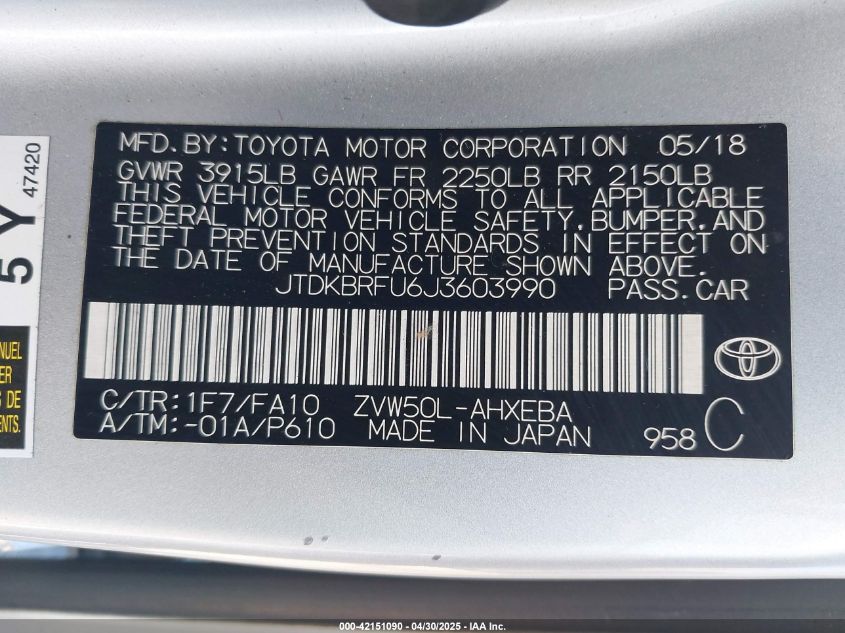 MFD.BY:TOYOTA MOTOR CORPORATION 05/18
GVWR 3915LB GAWR FR 2250LB RR 2150LB
THIS VEHICLE CONFORMS TO ALL APPLICABLE
FEDERAL MOTOR VEHICLE SAFETY,BUMPER,AND
THEFT PREVENTION STANDARDS IN EFFECT ON
THE DATE OF MANUFACTURE SHOWN ABOVE.
JTDKBRFU6J3603990 PASS.CAR
C/TR:1F7/FA10 ZVW50L-AHXEBA
A/TM:-01A/P610 MADE IN JAPAN 958 C
5Y
47420
DE
000-42151090 - 04/30/2025 - IAA Inc.